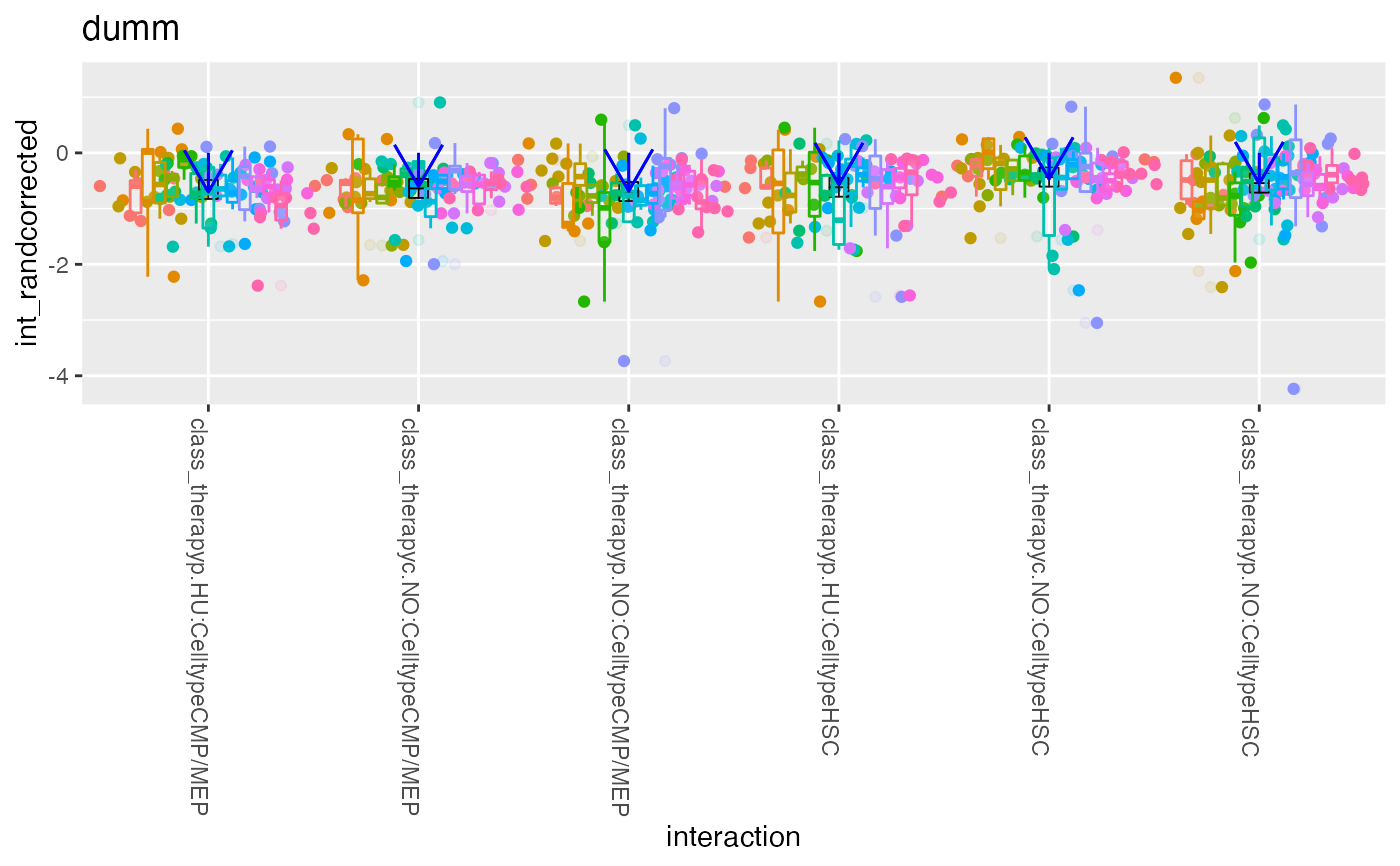 dumm
int_randcorrected
0
-2
-4
class_therapyp.HU:CelltypeCMP/MEP
class_therapyc.NO:CelltypeCMP/MEP
class_therapyp.NO:CelltypeCMP/MEP
class_therapyp.HU:CelltypeHSC
class_therapyc.NO:CelltypeHSC
class_therapyp.NO:CelltypeHSC
interaction